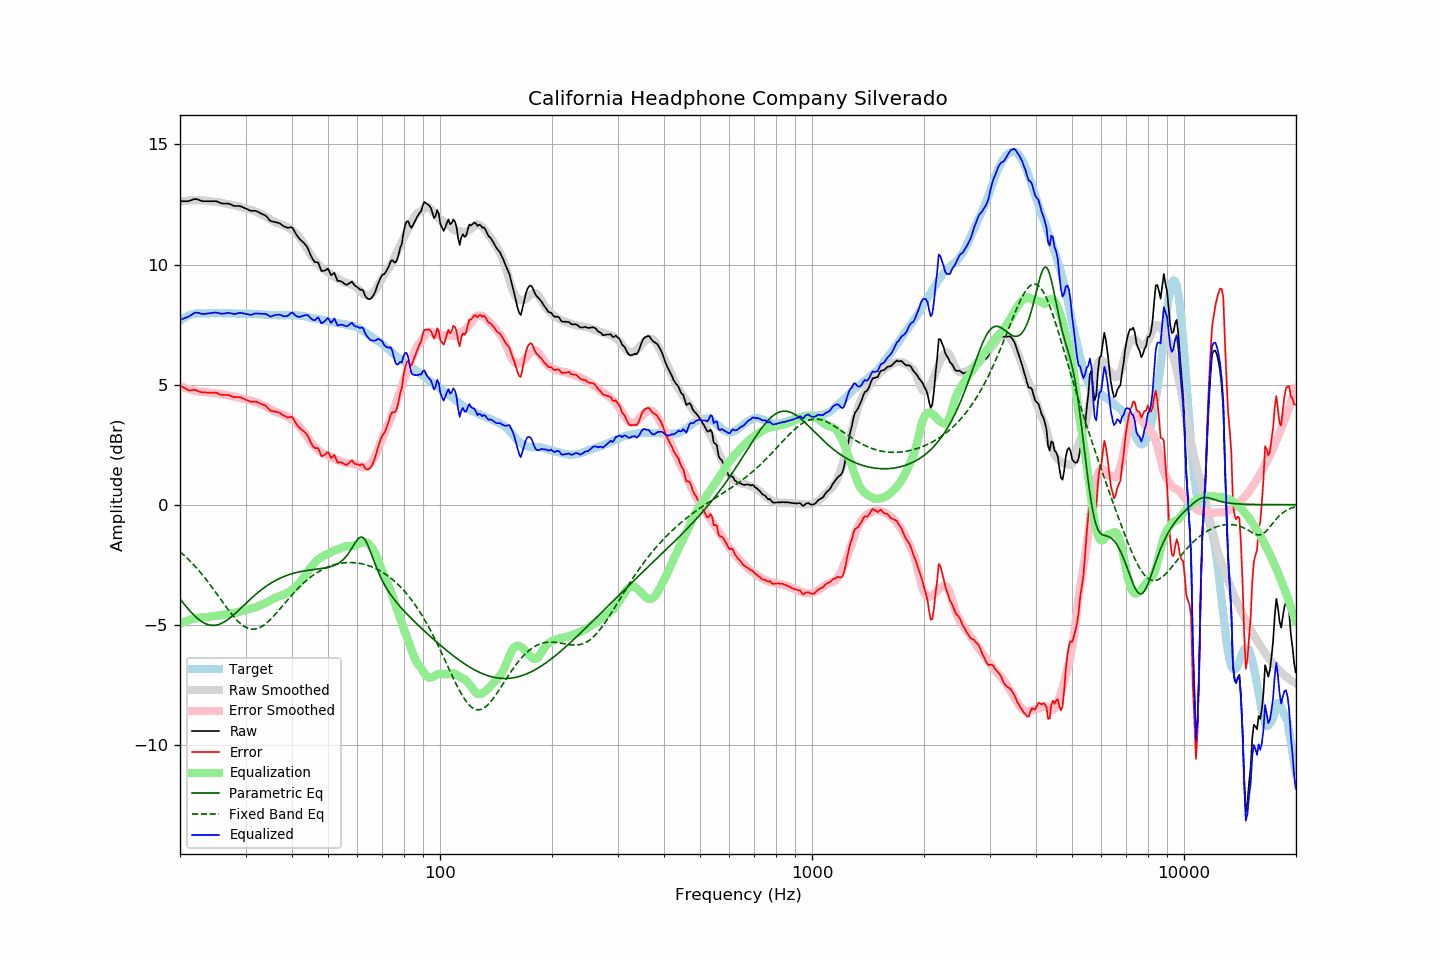 California Headphone Company Silverado
15
10
5
0
−5
−10
Amplitude (dBr)
Target
Raw Smoothed
Error Smoothed
Raw
Error
Equalization
Parametric Eq
Fixed Band Eq
Equalized
100
1000
10000
Frequency (Hz)